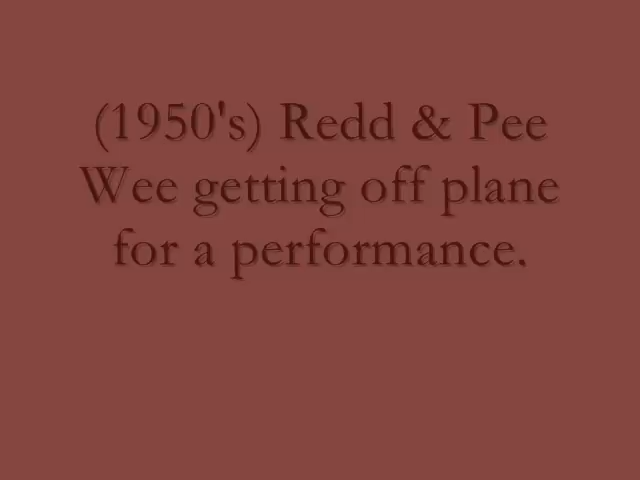 (1950's) Redd & Pee
Wee getting off plane
for a performance.